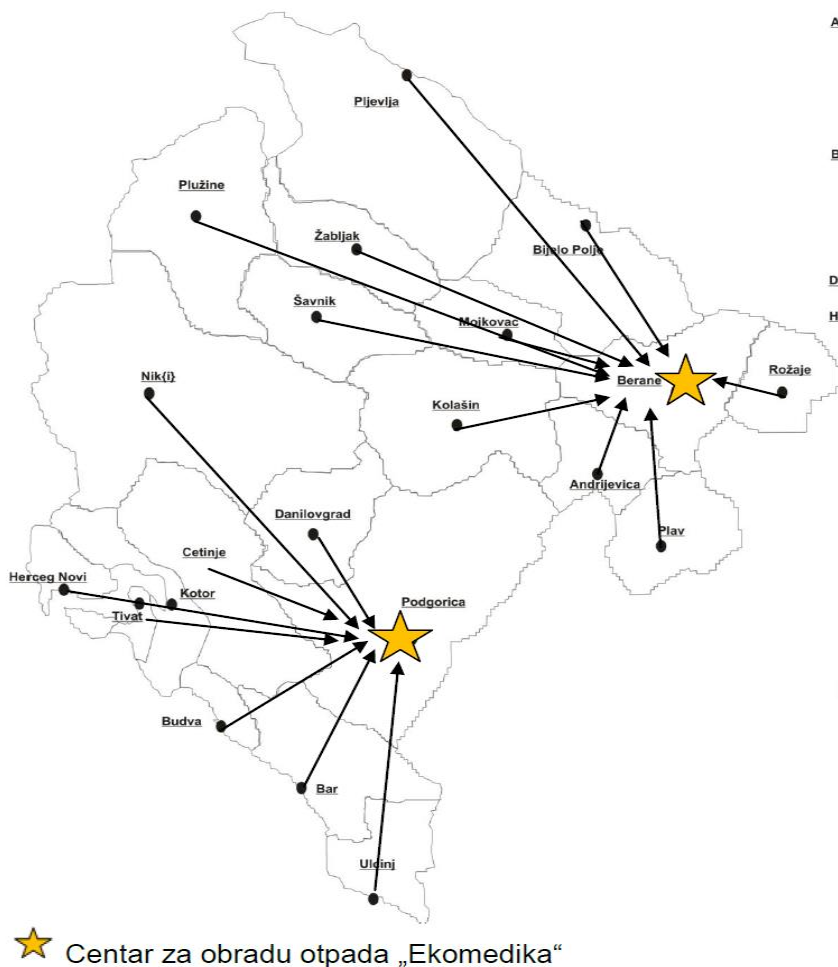 A
Pljevlja
B
Plužine
Žabljak
Bijelo Polje
D
Šavnik
H
Mojkovac
Nik{i}
Berane
Rožaje
Kolašin
Andrijevica
Danilovgrad
Plav
Cetinje
Herceg Novi
Kotor
Podgorica
Tivat
Budva
Bar
Ulcinj
Centar za obradu otpada „Ekomedika“